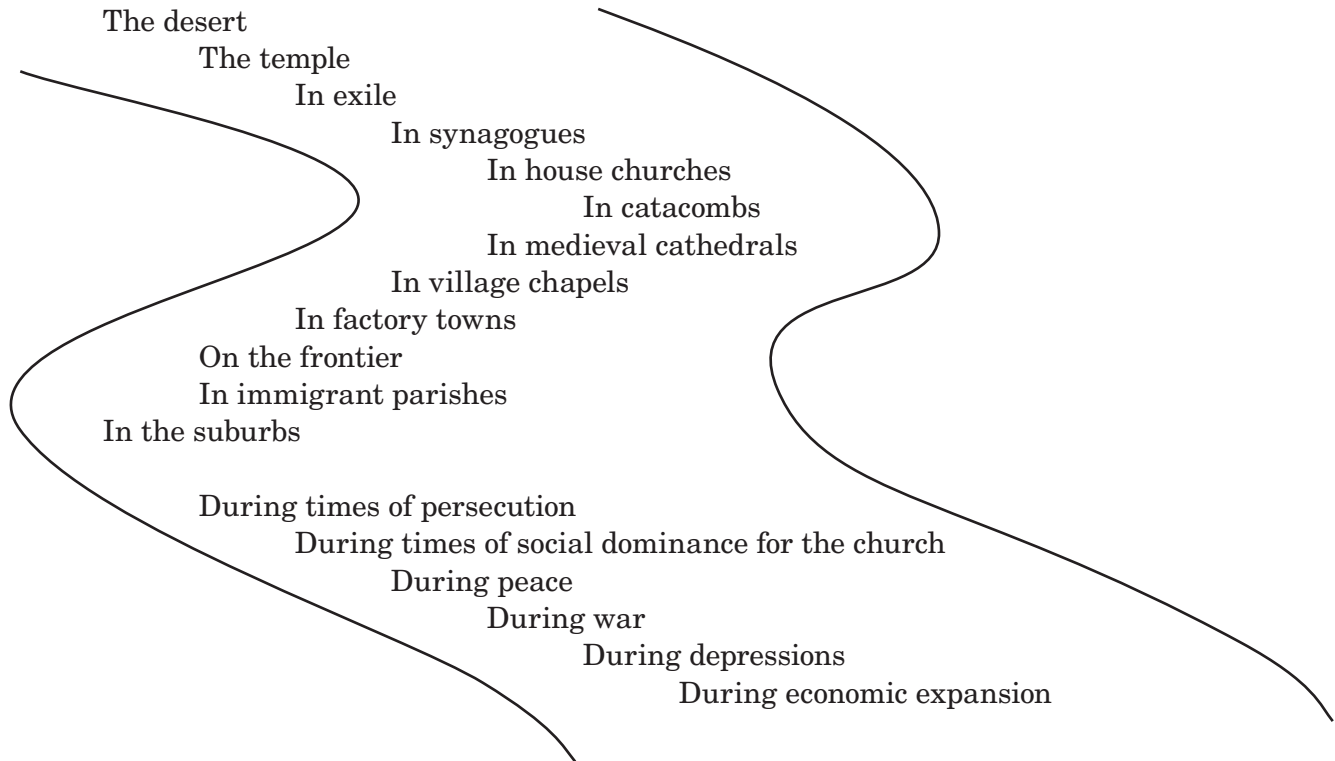 The desert
The temple
In exile
In synagogues
In house churches
In catacombs
In medieval cathedrals
In village chapels
In factory towns
On the frontier
In immigrant parishes
In the suburbs
During times of persecution
During times of social dominance for the church
During peace
During war
During depressions
During economic expansion